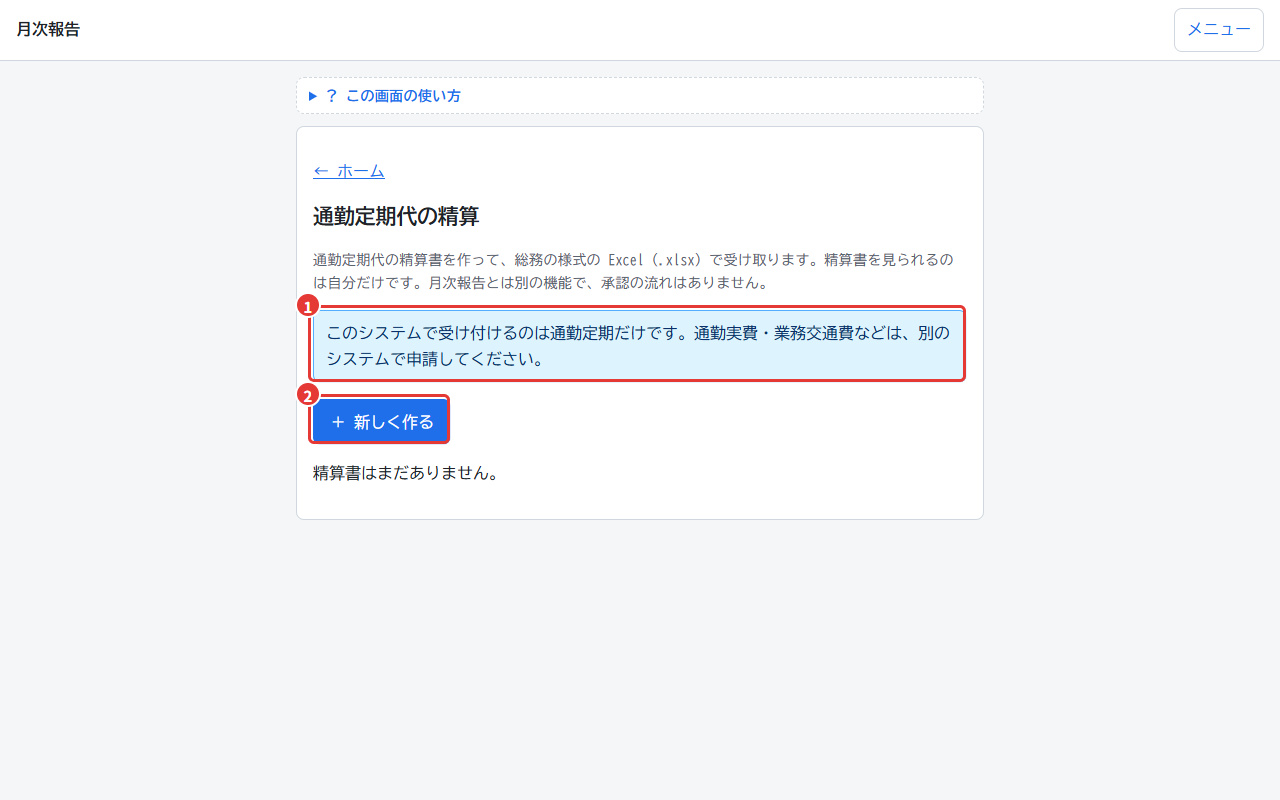 月次報告
メニュー
▶ ? この画面の使い方
← ホーム
通勤定期代の精算
通勤定期代の精算書を作って、総務の様式の Excel (.xlsx) で受け取ります。精算書を見られるの
は自分だけです。月次報告とは別の機能で、承認の流れはありません。
1
このシステムで受け付けるのは通勤定期だけです。通勤実費・業務交通費などは、別の
システムで申請してください。
2
＋ 新しく作る
精算書はまだありません。